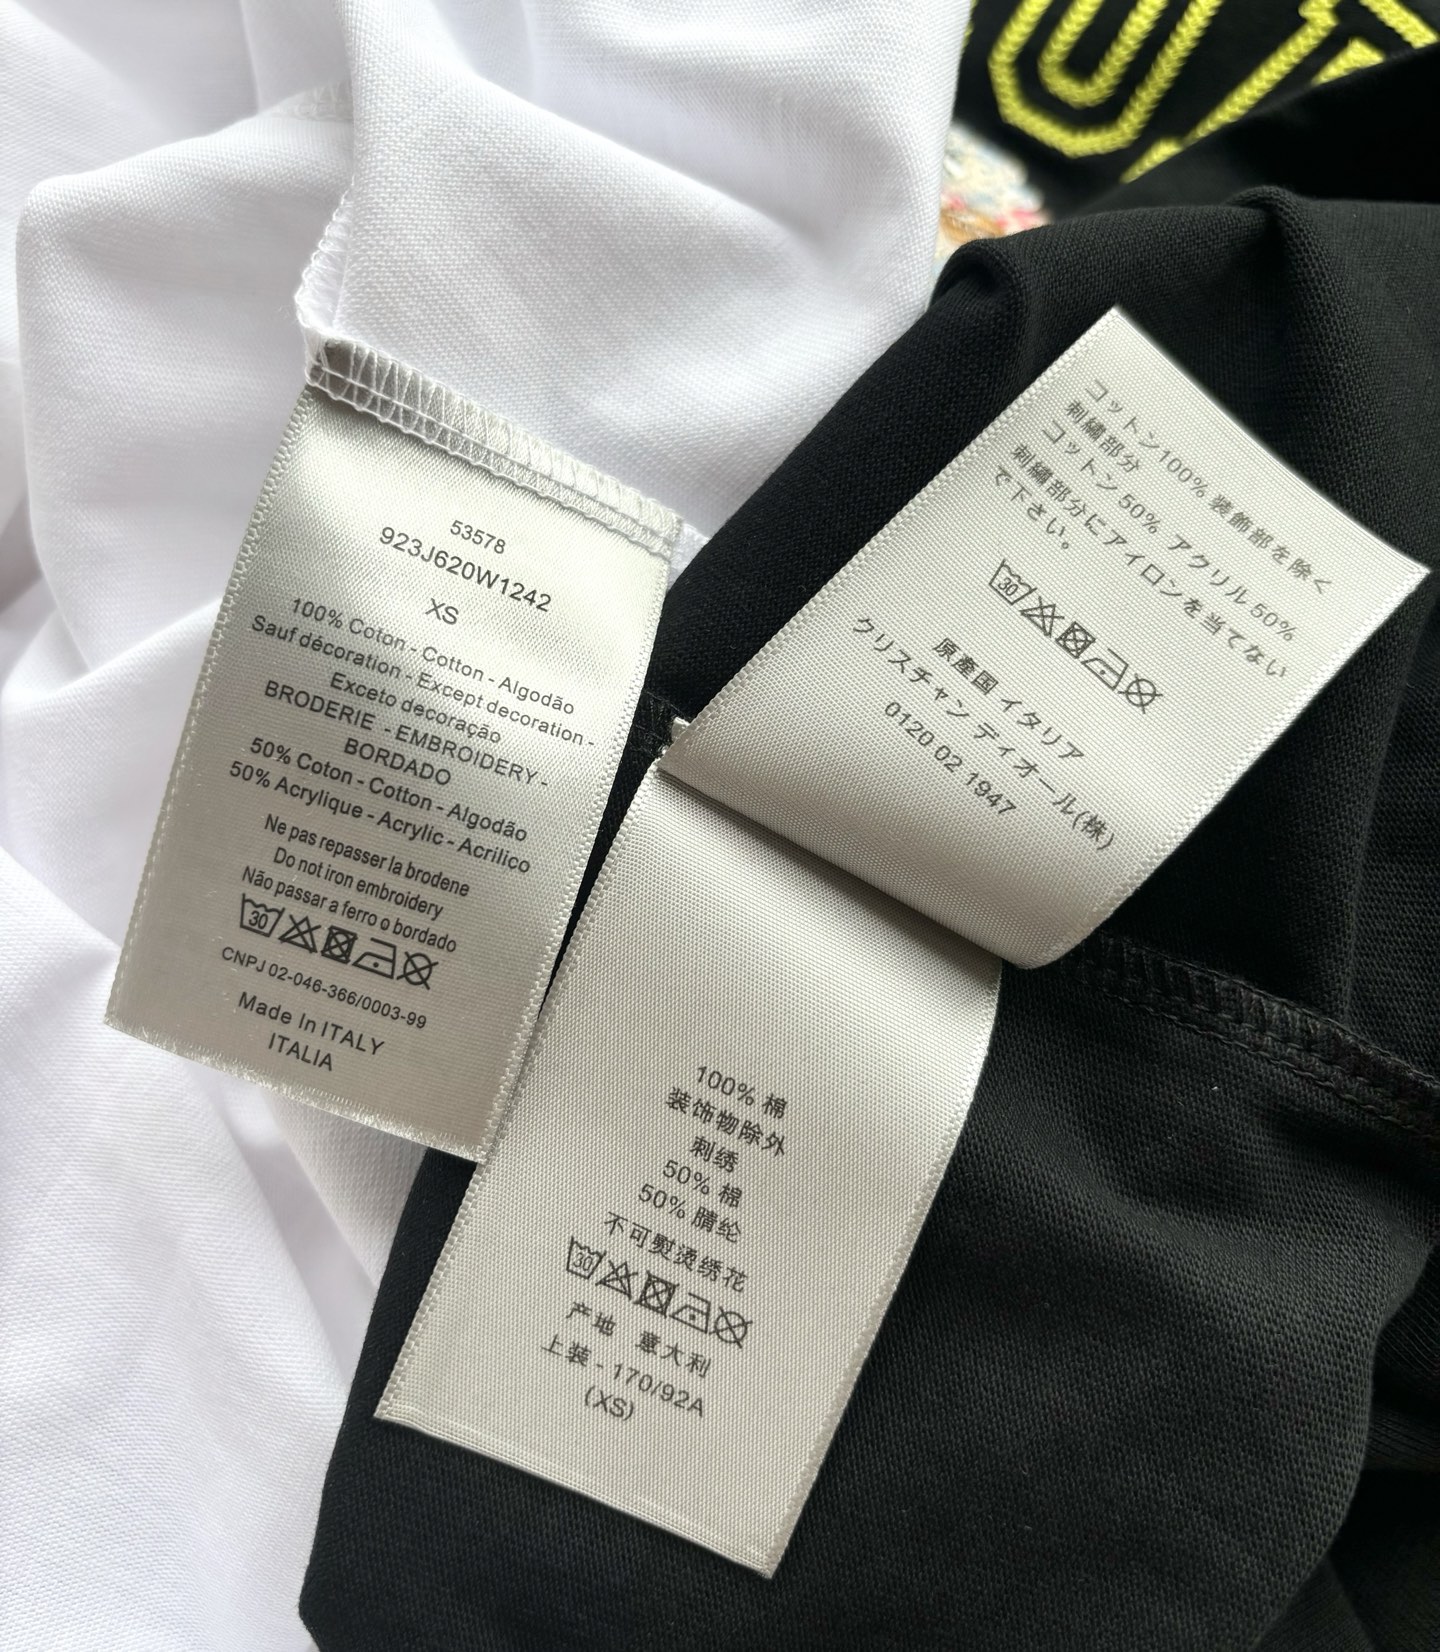 53578
923J620W1242
XS
100% Coton - Cotton - Algodão
Sauf décoration - Except decoration -
Exceto decoração
BRODERIE - EMBROIDERY -
BORDADO
50% Coton - Cotton - Algodão
50% Acrylique - Acrylic - Acrilico
Ne pas repasser la brodene
Do not iron embroidery
Não passar a ferro o bordado
30
CNPJ 02-046-366/0003-99
Made In ITALY
ITALIA
コットン100% 装飾部を除く
刺繍部分
コットン 50% アクリル 50%
刺繍部分にアイロンを当てない
で下さい。
30
原産国 イタリア
クリスチャン ディオール(株)
0120 02 1947
100% 棉
装饰物除外
刺绣
50% 棉
50% 腈纶
不可熨烫绣花
30
产地 意大利
上装 - 170/92A
(XS)